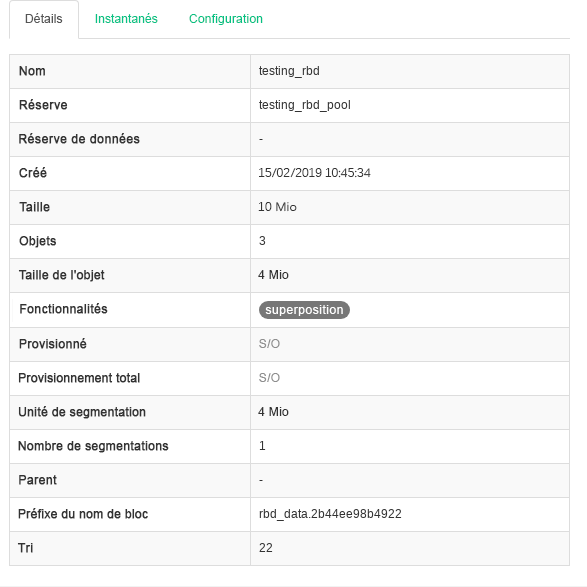 Détails Instantanés Configuration
Nom testing_rbd
Réserve testing_rbd_pool
Réserve de données -
Créé 15/02/2019 10:45:34
Taille 10 Mio
Objets 3
Taille de l'objet 4 Mio
Fonctionnalités superposition
Provisionné S/O
Provisionnement total S/O
Unité de segmentation 4 Mio
Nombre de segmentations 1
Parent -
Préfixe du nom de bloc rbd_data.2b44ee98b4922
Tri 22